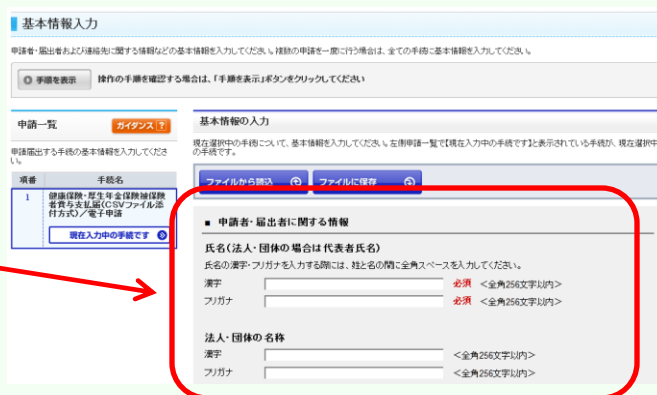 基本情報入力
申請者・届出者および連絡先に関する情報などの基本情報を入力してください。複数の申請を一度に行う場合は、全ての手続に基本情報を入力してください。
手順を表示 操作の手順を確認する場合は、「手順を表示」ボタンをクリックしてください
申請一覧 ガイダンス ?
申請届出する手続の基本情報を入力してください。
項番 手続名
1 健康保険・厚生年金保険被保険
者賞与支払届(CSVファイル添
付方式)/電子申請
現在入力中の手続です
基本情報の入力
現在選択中の手続について、基本情報を入力してください。左側申請一覧で【現在入力中の手続です】と表示されている手続が、現在選択中
の手続です。
ファイルから読込 ファイルに保存
■ 申請者・届出者に関する情報
氏名(法人・団体の場合は代表者氏名)
氏名の漢字・フリガナを入力する際には、姓と名の間に全角スペースを入力してください。
漢字 必須 <全角256文字以内>
フリガナ 必須 <全角256文字以内>
法人・団体の名称
漢字 <全角256文字以内>
フリガナ <全角256文字以内>